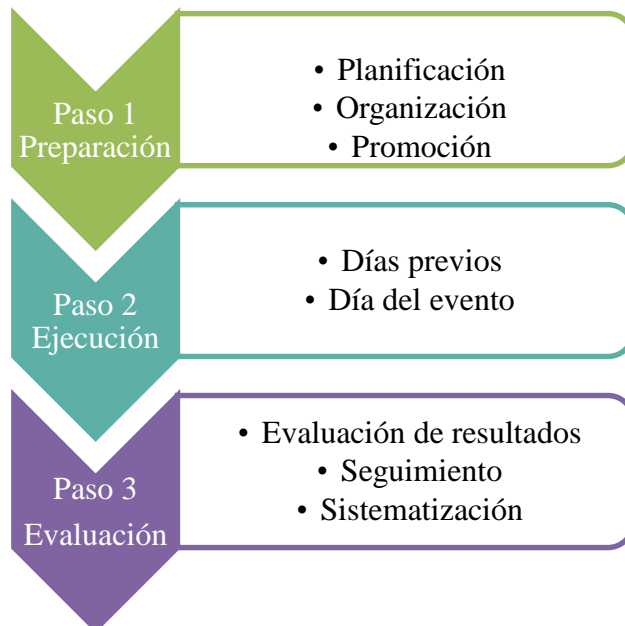 Paso 1
Preparación
• Planificación
• Organización
• Promoción
Paso 2
Ejecución
• Días previos
• Día del evento
Paso 3
Evaluación
• Evaluación de resultados
• Seguimiento
• Sistematización